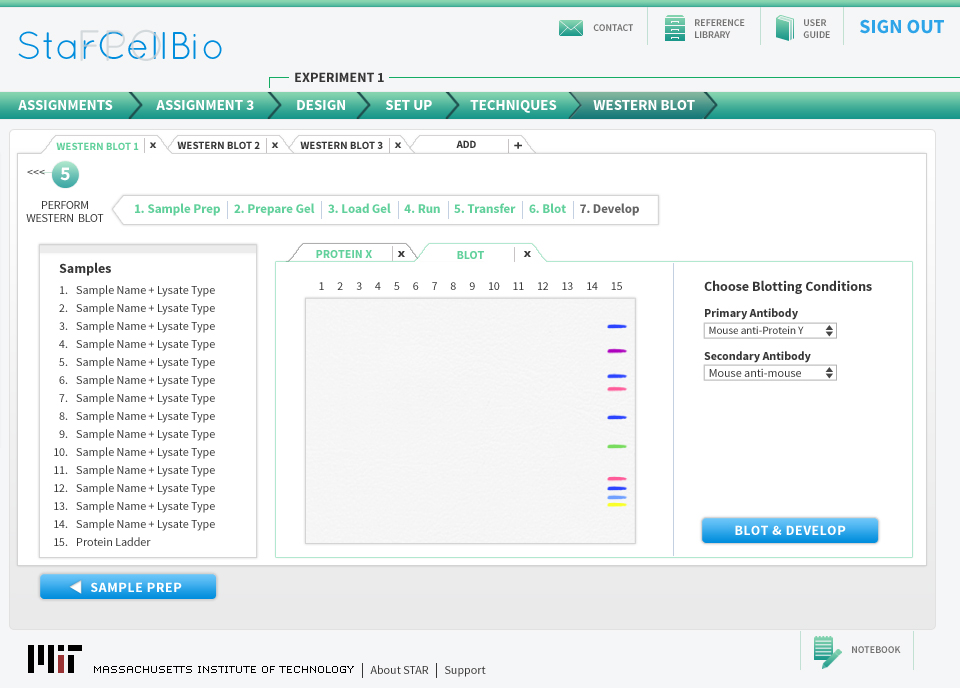 CONTACT
REFERENCE
LIBRARY
USER
GUIDE
SIGN OUT
StarCellBio
FPO
EXPERIMENT 1
ASSIGNMENTS
ASSIGNMENT 3
DESIGN
SET UP
TECHNIQUES
WESTERN BLOT
WESTERN BLOT 1 x
WESTERN BLOT 2 x
WESTERN BLOT 3 x
ADD +
<<< 5
PERFORM
WESTERN BLOT
1. Sample Prep 2. Prepare Gel 3. Load Gel 4. Run 5. Transfer 6. Blot 7. Develop
Samples
1. Sample Name + Lysate Type
2. Sample Name + Lysate Type
3. Sample Name + Lysate Type
4. Sample Name + Lysate Type
5. Sample Name + Lysate Type
6. Sample Name + Lysate Type
7. Sample Name + Lysate Type
8. Sample Name + Lysate Type
9. Sample Name + Lysate Type
10. Sample Name + Lysate Type
11. Sample Name + Lysate Type
12. Sample Name + Lysate Type
13. Sample Name + Lysate Type
14. Sample Name + Lysate Type
15. Protein Ladder
PROTEIN X x
BLOT x
1 2 3 4 5 6 7 8 9 10 11 12 13 14 15
Choose Blotting Conditions
Primary Antibody
Mouse anti-Protein Y
Secondary Antibody
Mouse anti-mouse
BLOT & DEVELOP
SAMPLE PREP
MIT
MASSACHUSETTS INSTITUTE OF TECHNOLOGY | About STAR | Support
NOTEBOOK